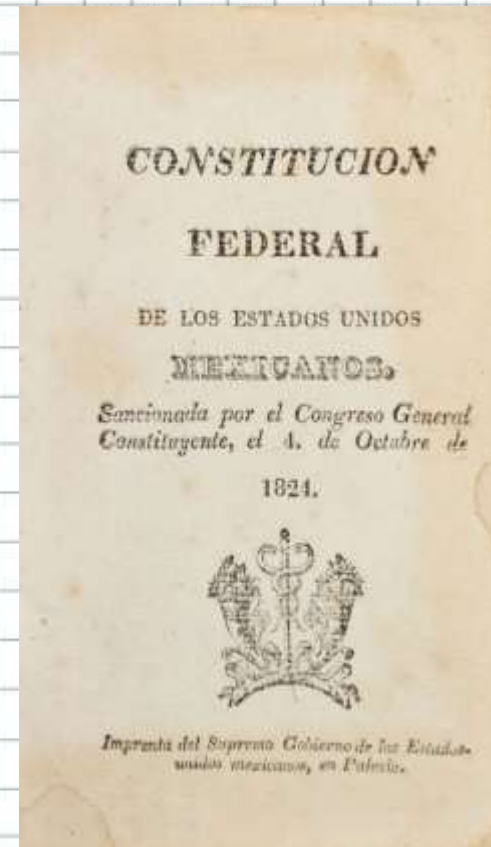 CONSTITUCION
FEDERAL
DE LOS ESTADOS UNIDOS
MEXICANOS.
Sancionada por el Congreso General
Constituyente, el 4. de Octubre de
1824.
Imprenta del Supremo Gobierno de los Estados-
unidos mexicanos, en Palacio.